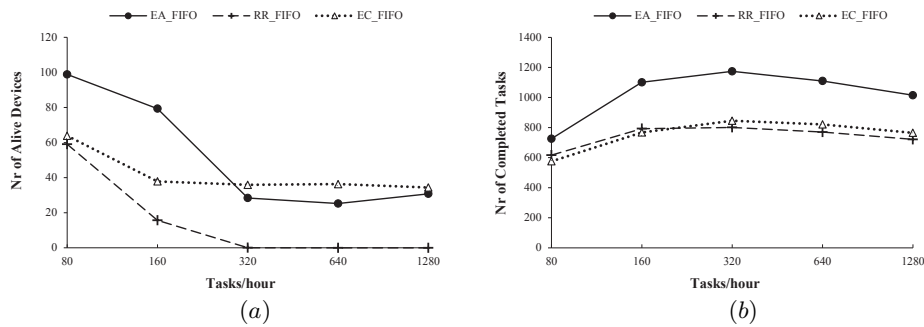 EA_FIFO RR_FIFO EC_FIFO
Nr of Alive Devices
120
100
80
60
40
20
0
80 160 320 640 1280
Tasks/hour
(a)
EA_FIFO RR_FIFO EC_FIFO
Nr of Completed Tasks
1400
1200
1000
800
600
400
200
0
80 160 320 640 1280
Tasks/hour
(b)